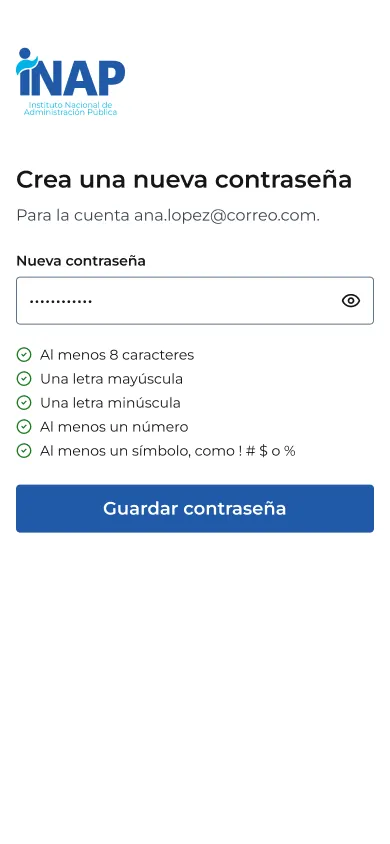 iNAP
Instituto Nacional de
Administración Pública
Crea una nueva contraseña
Para la cuenta ana.lopez@correo.com.
Nueva contraseña
••••••••••••
Al menos 8 caracteres
Una letra mayúscula
Una letra minúscula
Al menos un número
Al menos un símbolo, como ! # $ o %
Guardar contraseña